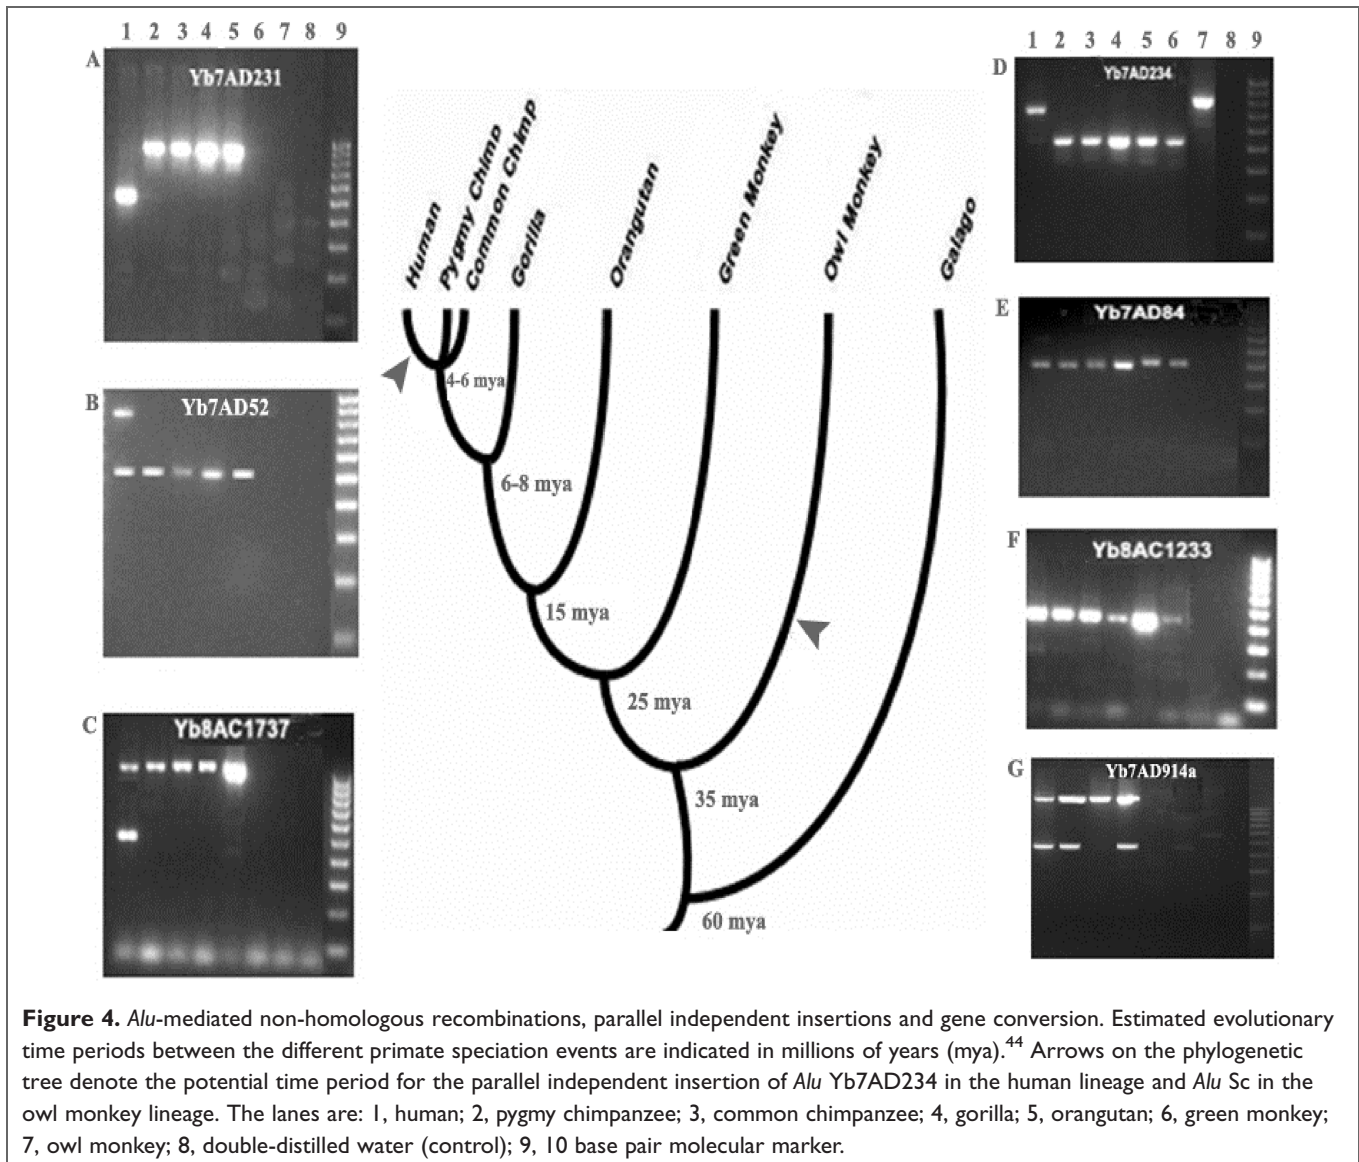 1 2 3 4 5 6 7 8 9
A
Yb7AD231
B
Yb7AD52
C
Yb8AC1737
Human
Pygmy Chimp
Common Chimp
Gorilla
Orangutan
Green Monkey
Owl Monkey
Galago
4-6 mya
6-8 mya
15 mya
25 mya
35 mya
60 mya
1 2 3 4 5 6 7 8 9
D
Yb7AD234
E
Yb7AD84
F
Yb8AC1233
G
Yb7AD914a
Figure 4. Alu-mediated non-homologous recombinations, parallel independent insertions and gene conversion. Estimated evolutionary
time periods between the different primate speciation events are indicated in millions of years (mya).44 Arrows on the phylogenetic
tree denote the potential time period for the parallel independent insertion of Alu Yb7AD234 in the human lineage and Alu Sc in the
owl monkey lineage. The lanes are: 1, human; 2, pygmy chimpanzee; 3, common chimpanzee; 4, gorilla; 5, orangutan; 6, green monkey;
7, owl monkey; 8, double-distilled water (control); 9, 10 base pair molecular marker.